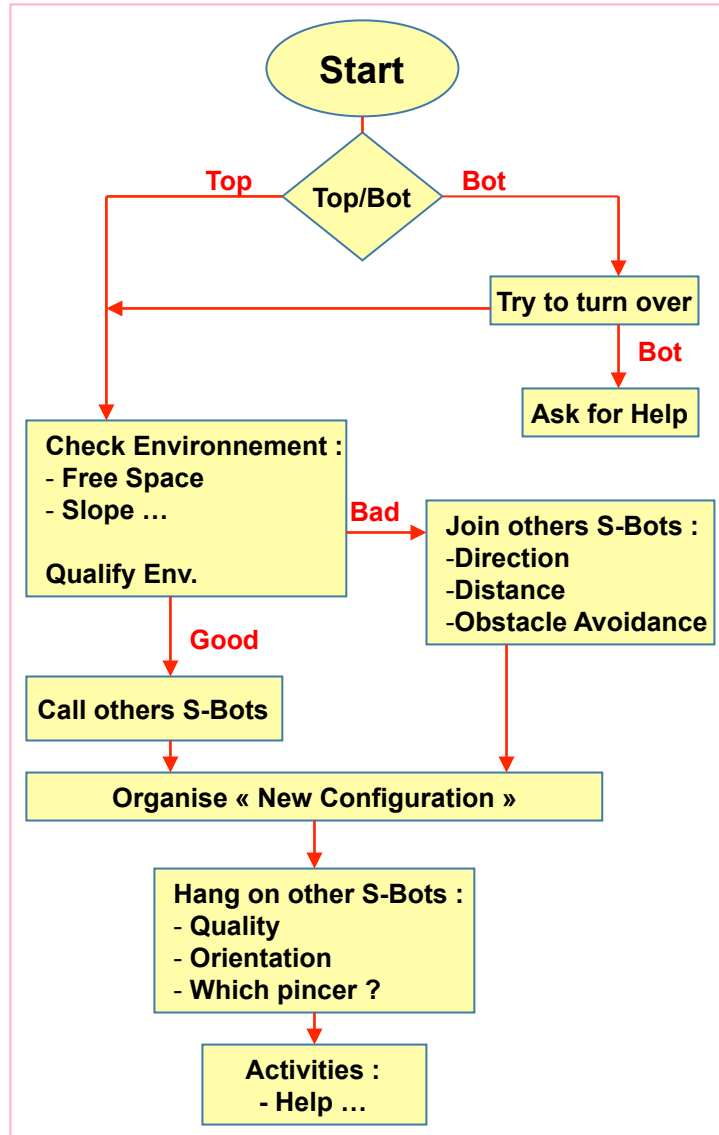 Start
Top/Bot
Top
Bot
Try to turn over
Bot
Ask for Help
Check Environnement :
- Free Space
- Slope …
Qualify Env.
Bad
Join others S-Bots :
-Direction
-Distance
-Obstacle Avoidance
Good
Call others S-Bots
Organise « New Configuration »
Hang on other S-Bots :
- Quality
- Orientation
- Which pincer ?
Activities :
- Help …